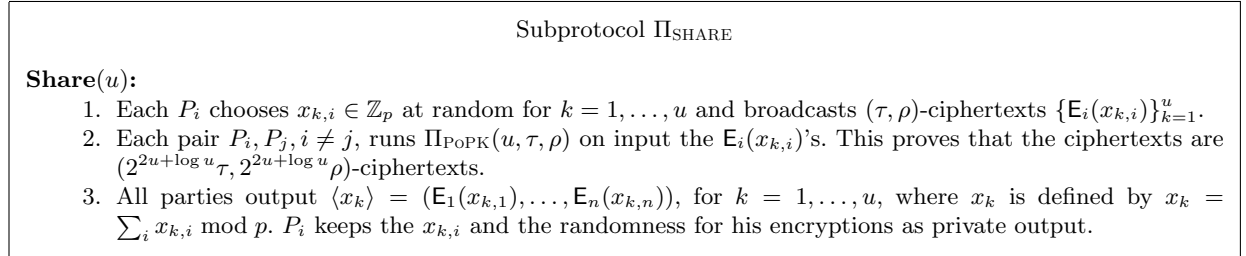 Subprotocol Π_SHARE
Share(u):
1. Each P_i chooses x_{k,i} ∈ ℤ_p at random for k = 1, . . . , u and broadcasts (τ, ρ)-ciphertexts {E_i(x_{k,i})}_{k=1}^u.
2. Each pair P_i, P_j, i ≠ j, runs Π_PoPK(u, τ, ρ) on input the E_i(x_{k,i})'s. This proves that the ciphertexts are
(2^{2u+log u}τ, 2^{2u+log u}ρ)-ciphertexts.
3. All parties output ⟨x_k⟩ = (E_1(x_{k,1}), . . . , E_n(x_{k,n})), for k = 1, . . . , u, where x_k is defined by x_k =
∑_i x_{k,i} mod p. P_i keeps the x_{k,i} and the randomness for his encryptions as private output.